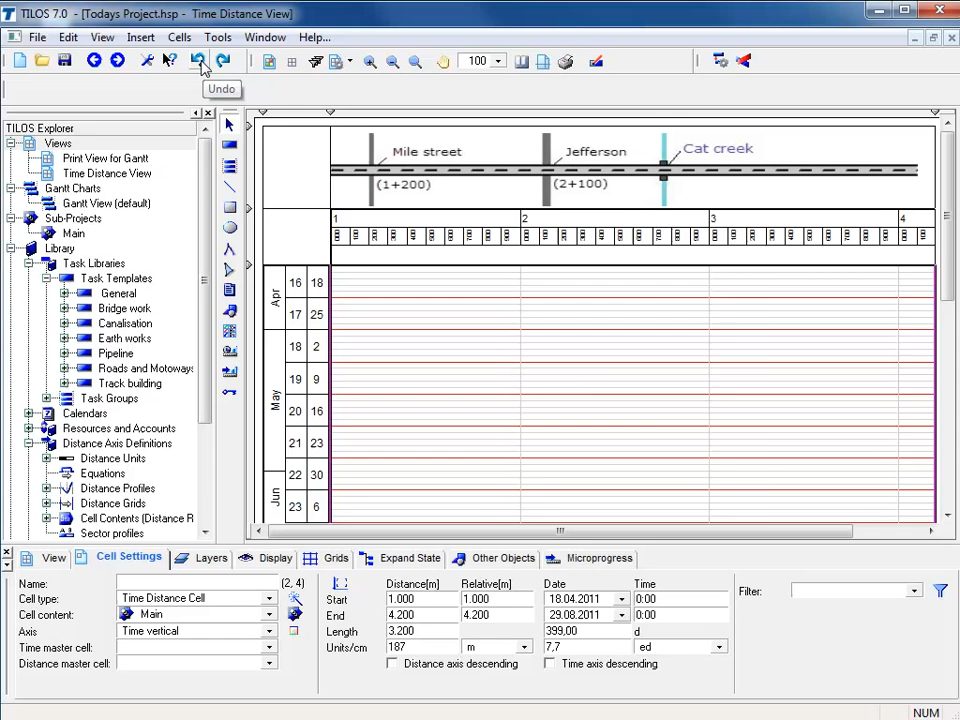 TILOS 7.0 - [Todays Project.hsp - Time Distance View]
File Edit View Insert Cells Tools Window Help...
100
Undo
TILOS Explorer
Views
Print View for Gantt
Time Distance View
Gantt Charts
Gantt View (default)
Sub-Projects
Main
Library
Task Libraries
Task Templates
General
Bridge work
Canalisation
Earth works
Pipeline
Roads and Motoways
Track building
Task Groups
Calendars
Resources and Accounts
Distance Axis Definitions
Distance Units
Equations
Distance Profiles
Distance Grids
Cell Contents (Distance R
Sector profiles
Mile street Jefferson Cat creek
(1+200) (2+100)
1 2 3 4
Apr 16 18
17 25
May 18 2
19 9
20 16
21 23
22 30
Jun 23 6
View Cell Settings Layers Display Grids Expand State Other Objects Microprogress
Name: (2, 4) Distance[m] Relative[m] Date Time Filter:
Cell type: Time Distance Cell Start 1.000 1.000 18.04.2011 0:00
Cell content: Main End 4.200 4.200 29.08.2011 0:00
Axis Time vertical Length 3.200 399,00 d
Time master cell: Units/cm 187 m 7,7 ed
Distance master cell: Distance axis descending Time axis descending
NUM